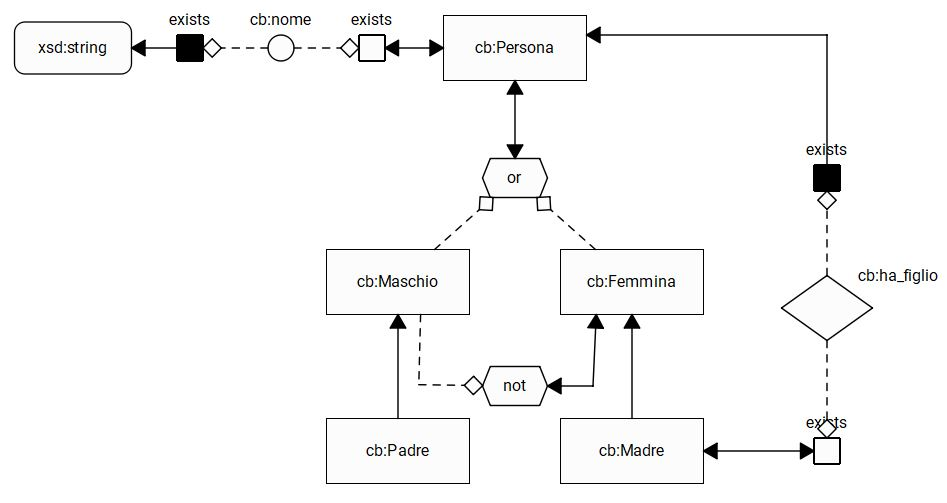 exists
cb:nome
exists
xsd:string
cb:Persona
exists
or
cb:Maschio
cb:Femmina
cb:ha_figlio
not
exists
cb:Padre
cb:Madre